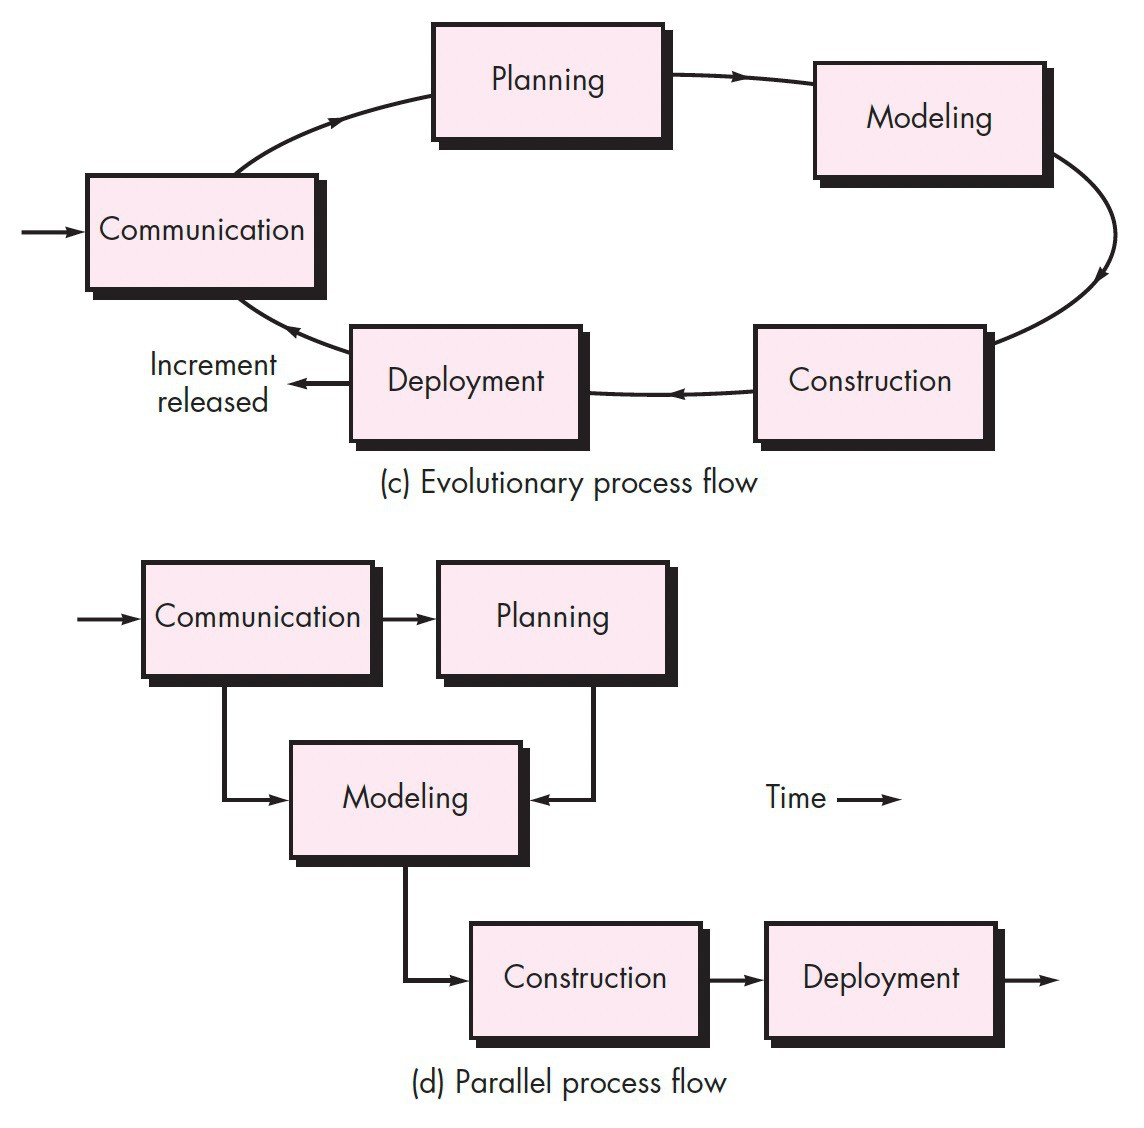 Planning
Modeling
Communication
Increment
released
Deployment
Construction
(c) Evolutionary process flow
Communication
Planning
Modeling
Time
Construction
Deployment
(d) Parallel process flow